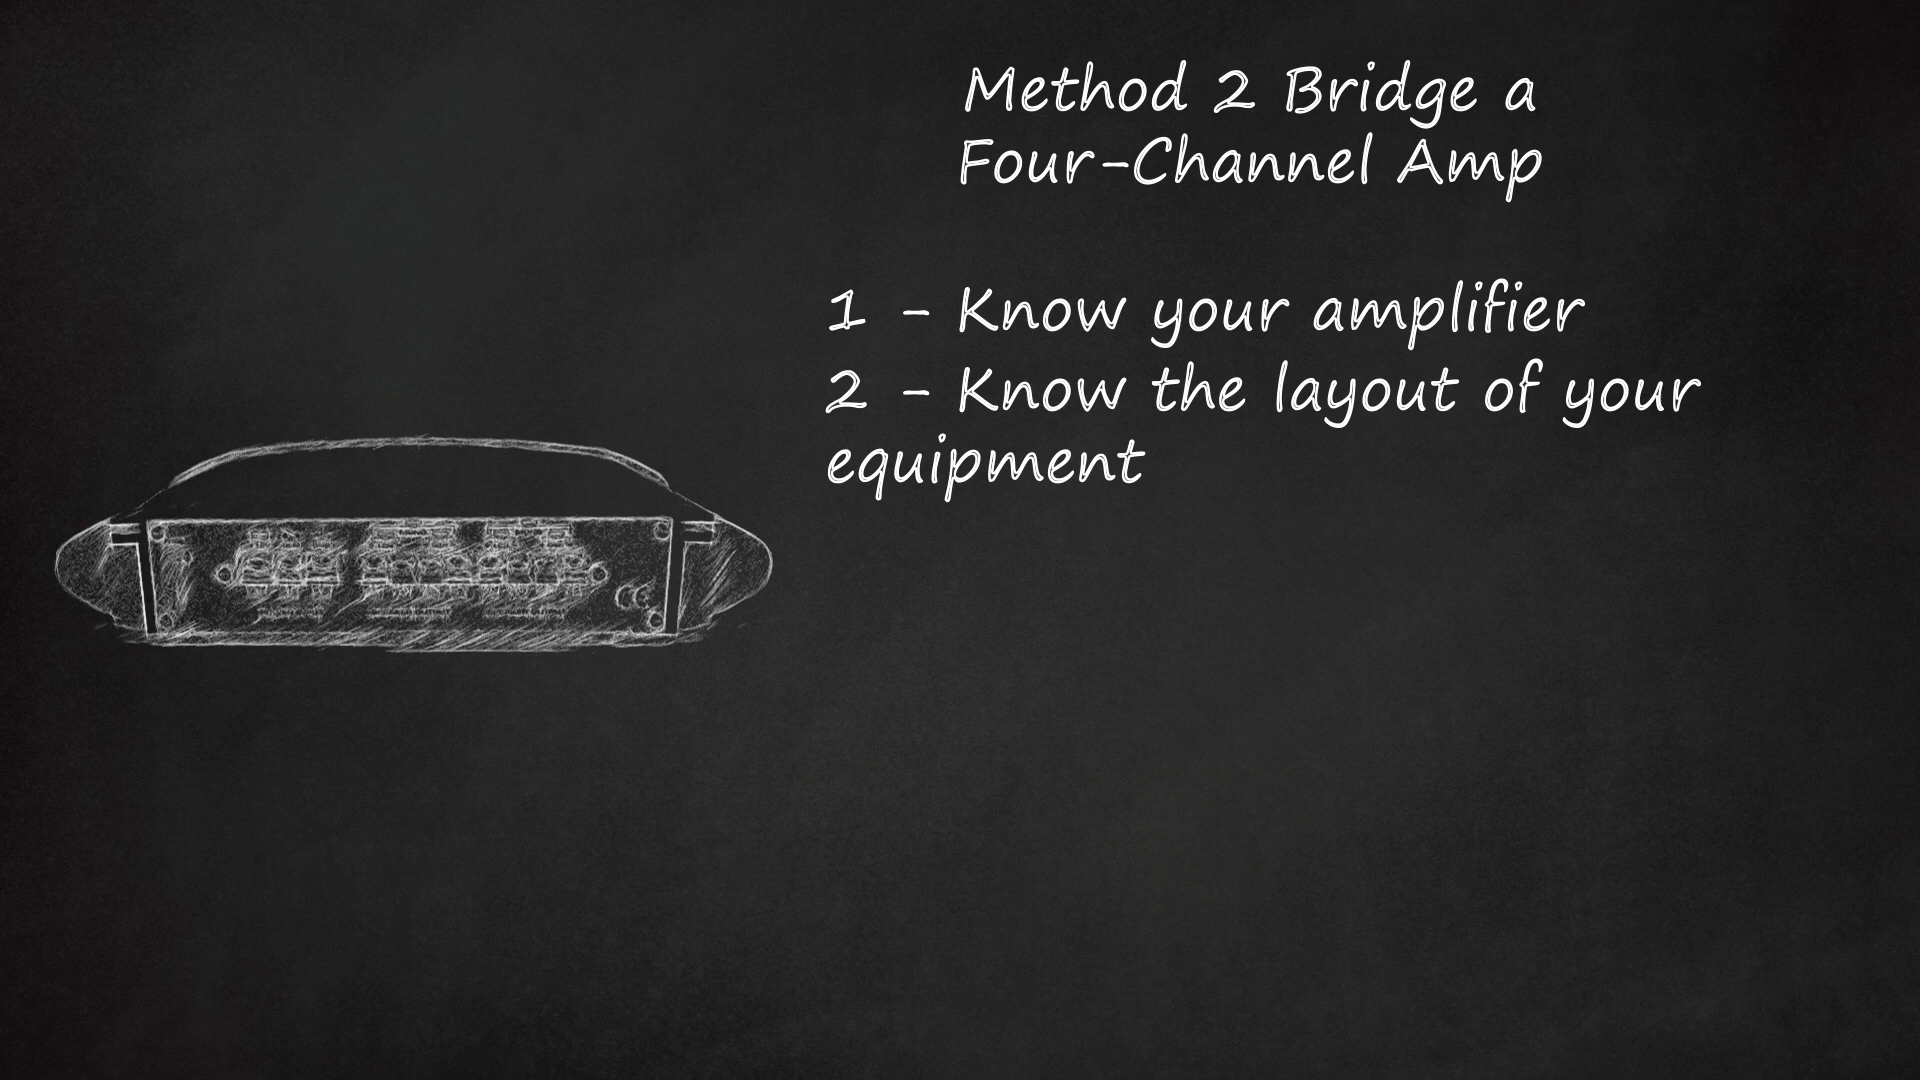 Method 2 Bridge a
Four-Channel Amp
1 - Know your amplifier
2 - Know the layout of your
equipment